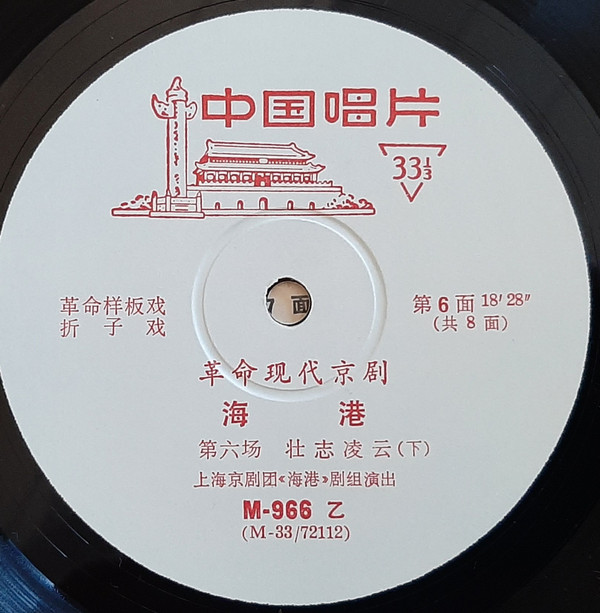 中国唱片
33⅓
革命样板戏
折子戏
第6面 18′28″
(共8面)
7面
革命现代京剧
海港
第六场 壮志凌云(下)
上海京剧团《海港》剧组演出
M-966 乙
(M-33/72112)